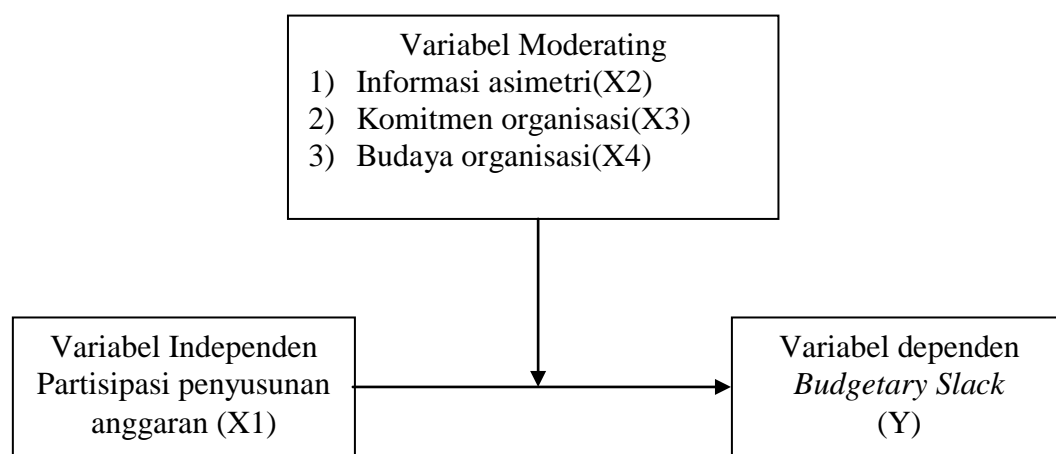 Variabel Moderating
1) Informasi asimetri(X2)
2) Komitmen organisasi(X3)
3) Budaya organisasi(X4)
Variabel Independen
Partisipasi penyusunan
anggaran (X1)
Variabel dependen
Budgetary Slack
(Y)